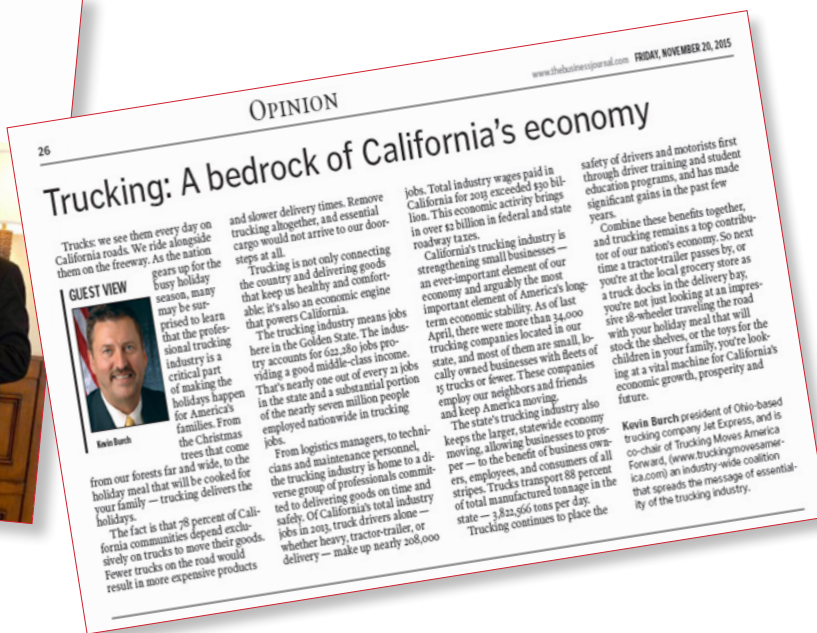 26
OPINION
www.thebusinessjournal.com FRIDAY, NOVEMBER 20, 2015
Trucking: A bedrock of California's economy
Trucks: we see them every day on
California roads. We ride alongside
them on the freeway. As the nation
gears up for the
busy holiday
season, many
may be sur-
prised to learn
that the profes-
sional trucking
industry is a
critical part
of making the
holidays happen
for America's
families. From
the Christmas
trees that come
GUEST VIEW
Kevin Burch
from our forests far and wide, to the
holiday meal that will be cooked for
your family — trucking delivers the
holidays.
The fact is that 78 percent of Cali-
fornia communities depend exclu-
sively on trucks to move their goods.
Fewer trucks on the road would
result in more expensive products
and slower delivery times. Remove
trucking altogether, and essential
cargo would not arrive to our door-
steps at all.
Trucking is not only connecting
the country and delivering goods
that keep us healthy and comfort-
able; it's also an economic engine
that powers California.
The trucking industry means jobs
here in the Golden State. The indus-
try accounts for 622,280 jobs pro-
viding a good middle-class income.
That's nearly one out of every 21 jobs
in the state and a substantial portion
of the nearly seven million people
employed nationwide in trucking
jobs.
From logistics managers, to techni-
cians and maintenance personnel,
the trucking industry is home to a di-
verse group of professionals commit-
ted to delivering goods on time and
safely. Of California's total industry
jobs in 2013, truck drivers alone —
whether heavy, tractor-trailer, or
delivery — make up nearly 208,000
jobs. Total industry wages paid in
California for 2013 exceeded $30 bil-
lion. This economic activity brings
in over $2 billion in federal and state
roadway taxes.
California's trucking industry is
strengthening small businesses —
an ever-important element of our
economy and arguably the most
important element of America's long-
term economic stability. As of last
April, there were more than 34,000
trucking companies located in our
state, and most of them are small, lo-
cally owned businesses with fleets of
15 trucks or fewer. These companies
employ our neighbors and friends
and keep America moving.
The state's trucking industry also
keeps the larger, statewide economy
moving, allowing businesses to pros-
per — to the benefit of business own-
ers, employees, and consumers of all
stripes. Trucks transport 88 percent
of total manufactured tonnage in the
state — 3,822,566 tons per day.
Trucking continues to place the
safety of drivers and motorists first
through driver training and student
education programs, and has made
significant gains in the past few
years.
Combine these benefits together,
and trucking remains a top contribu-
tor of our nation's economy. So next
time a tractor-trailer passes by, or
you're at the local grocery store as
a truck docks in the delivery bay,
you're not just looking at an impres-
sive 18-wheeler traveling the road
with your holiday meal that will
stock the shelves, or the toys for the
children in your family, you're look-
ing at a vital machine for California's
economic growth, prosperity and
future.
Kevin Burch president of Ohio-based
trucking company Jet Express, and is
co-chair of Trucking Moves America
Forward, (www.truckingmovesamer-
ica.com) an industry-wide coalition
that spreads the message of essential-
ity of the trucking industry.